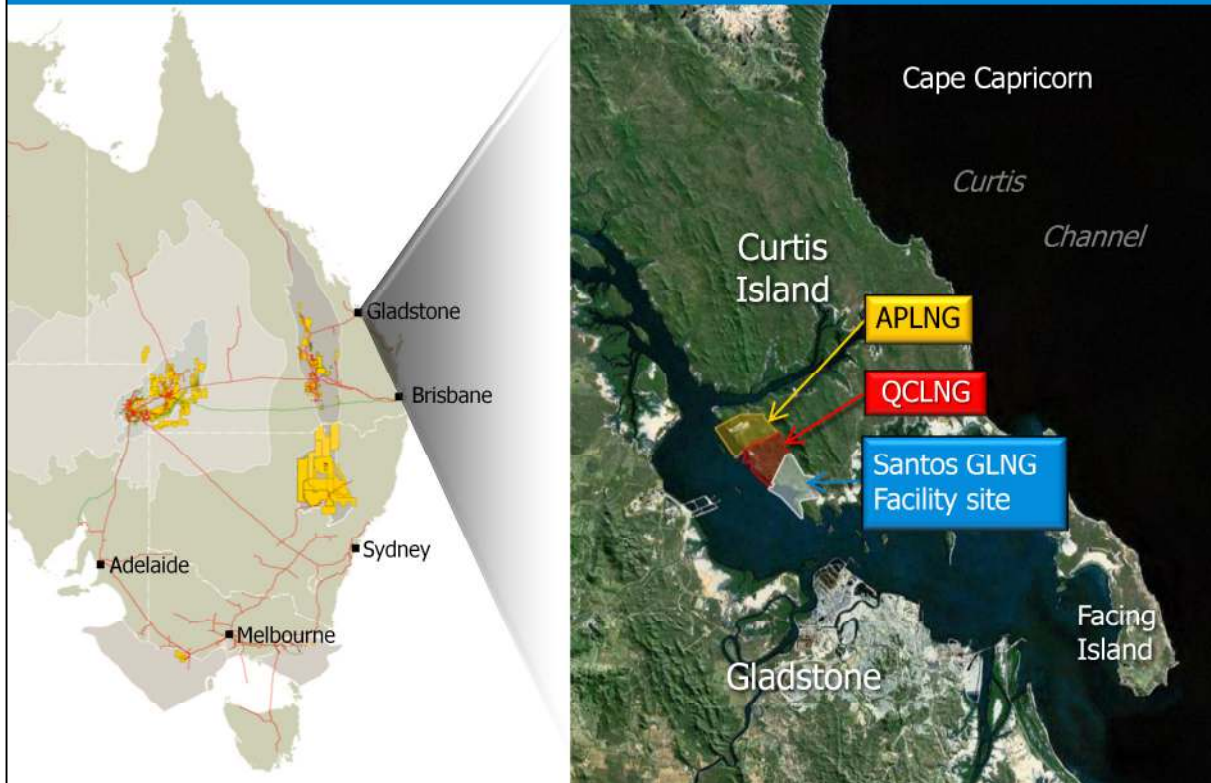 Gladstone
Brisbane
Sydney
Adelaide
Melbourne
Cape Capricorn
Curtis
Channel
Curtis
Island
APLNG
QCLNG
Santos GLNG
Facility site
Facing
Island
Gladstone